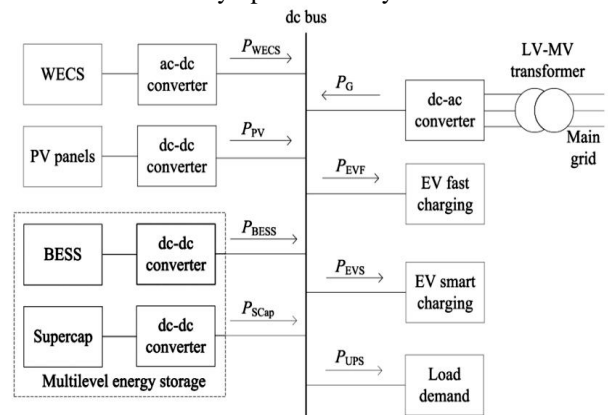 dc bus
WECS
ac-dc
converter
P_WECS
PV panels
dc-dc
converter
P_PV
BESS
dc-dc
converter
P_BESS
Supercap
dc-dc
converter
P_SCap
Multilevel energy storage
P_G
dc-ac
converter
LV-MV
transformer
Main
grid
P_EVF
EV fast
charging
P_EVS
EV smart
charging
P_UPS
Load
demand